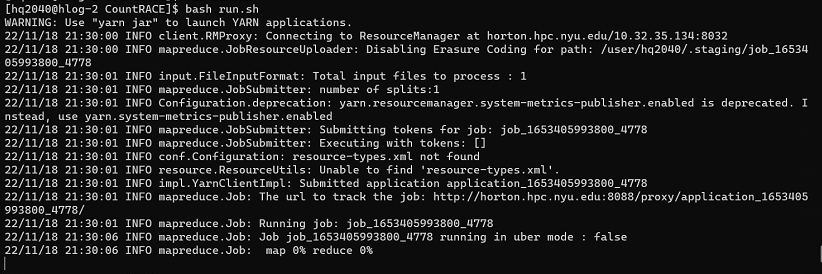 [hq2040@hlog-2 CountRACE]$ bash run.sh
WARNING: Use "yarn jar" to launch YARN applications.
22/11/18 21:30:00 INFO client.RMProxy: Connecting to ResourceManager at horton.hpc.nyu.edu/10.32.35.134:8032
22/11/18 21:30:00 INFO mapreduce.JobResourceUploader: Disabling Erasure Coding for path: /user/hq2040/.staging/job_16534
05993800_4778
22/11/18 21:30:01 INFO input.FileInputFormat: Total input files to process : 1
22/11/18 21:30:01 INFO mapreduce.JobSubmitter: number of splits:1
22/11/18 21:30:01 INFO Configuration.deprecation: yarn.resourcemanager.system-metrics-publisher.enabled is deprecated. I
nstead, use yarn.system-metrics-publisher.enabled
22/11/18 21:30:01 INFO mapreduce.JobSubmitter: Submitting tokens for job: job_1653405993800_4778
22/11/18 21:30:01 INFO mapreduce.JobSubmitter: Executing with tokens: []
22/11/18 21:30:01 INFO conf.Configuration: resource-types.xml not found
22/11/18 21:30:01 INFO resource.ResourceUtils: Unable to find 'resource-types.xml'.
22/11/18 21:30:01 INFO impl.YarnClientImpl: Submitted application application_1653405993800_4778
22/11/18 21:30:01 INFO mapreduce.Job: The url to track the job: http://horton.hpc.nyu.edu:8088/proxy/application_1653405
993800_4778/
22/11/18 21:30:01 INFO mapreduce.Job: Running job: job_1653405993800_4778
22/11/18 21:30:06 INFO mapreduce.Job: Job job_1653405993800_4778 running in uber mode : false
22/11/18 21:30:06 INFO mapreduce.Job:  map 0% reduce 0%